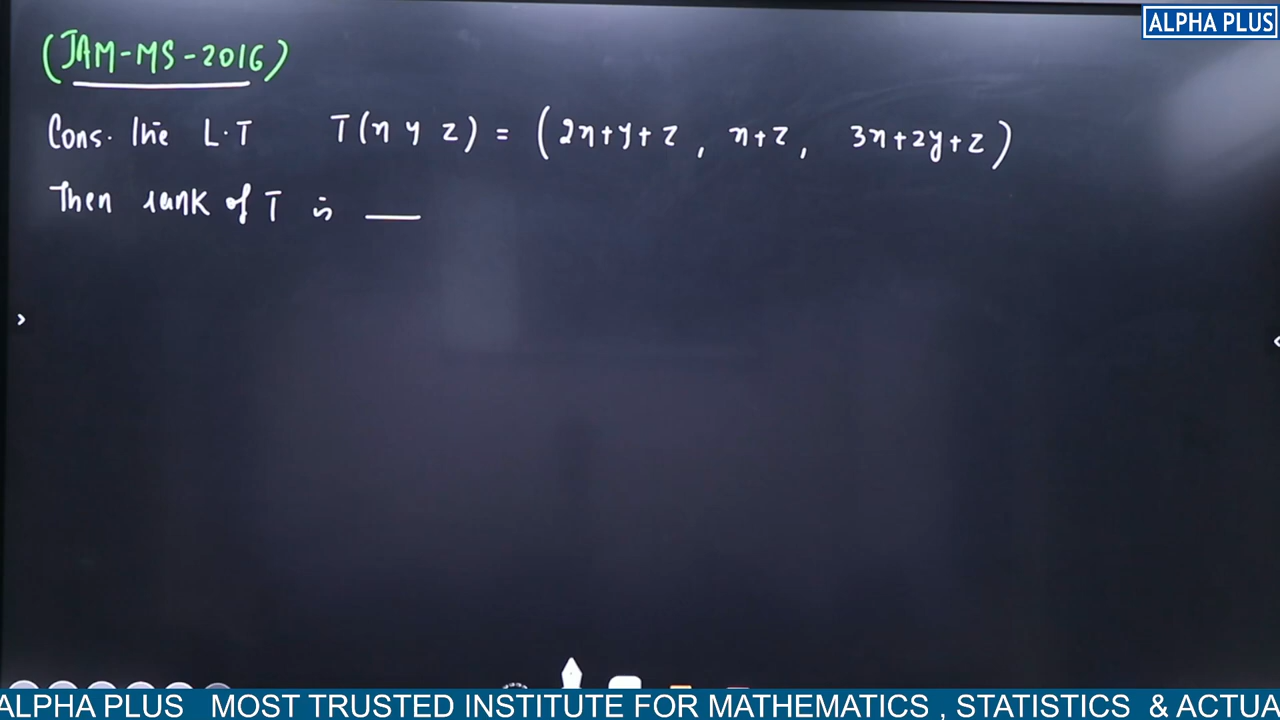 ALPHA PLUS
(JAM-MS-2016)
Cons. the L.T T(x y z) = (2x+y+z, x+z, 3x+2y+z)
Then rank of T is ___
ALPHA PLUS MOST TRUSTED INSTITUTE FOR MATHEMATICS , STATISTICS & ACTUA